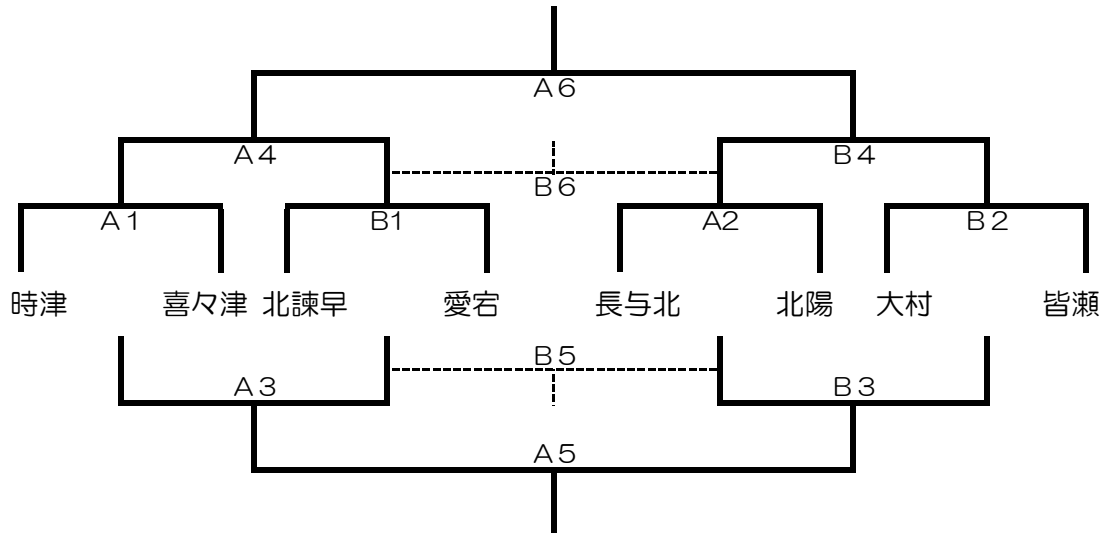 A6
A4 B4
B6
A1 B1 A2 B2
時津 喜々津 北諫早 愛宕 長与北 北陽 大村 皆瀬
B5
A3 B3
A5